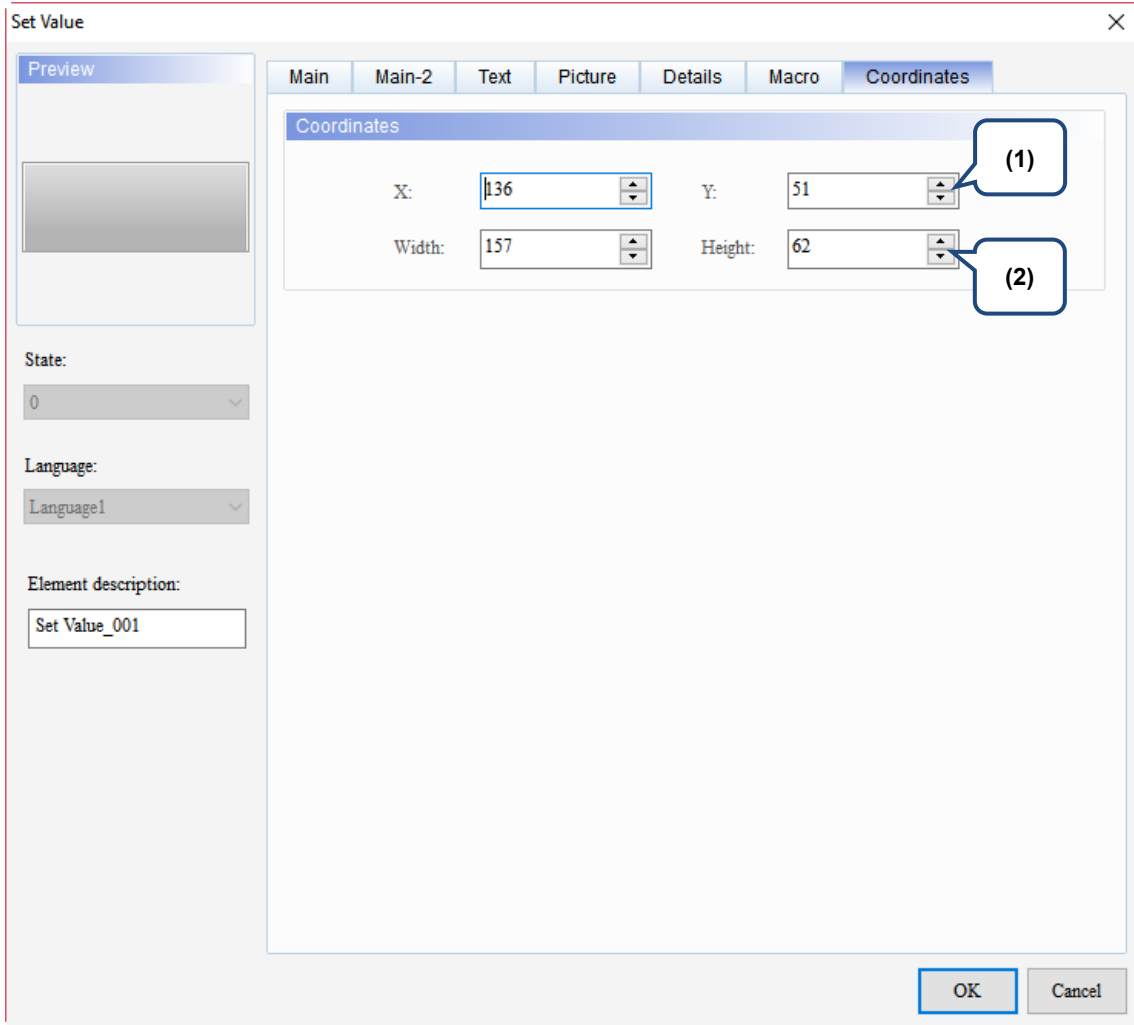 Set Value
Preview
Main Main-2 Text Picture Details Macro Coordinates
Coordinates
(1)
X: 136 Y: 51
Width: 157 Height: 62
(2)
State:
0
Language:
Language1
Element description:
Set Value_001
OK Cancel